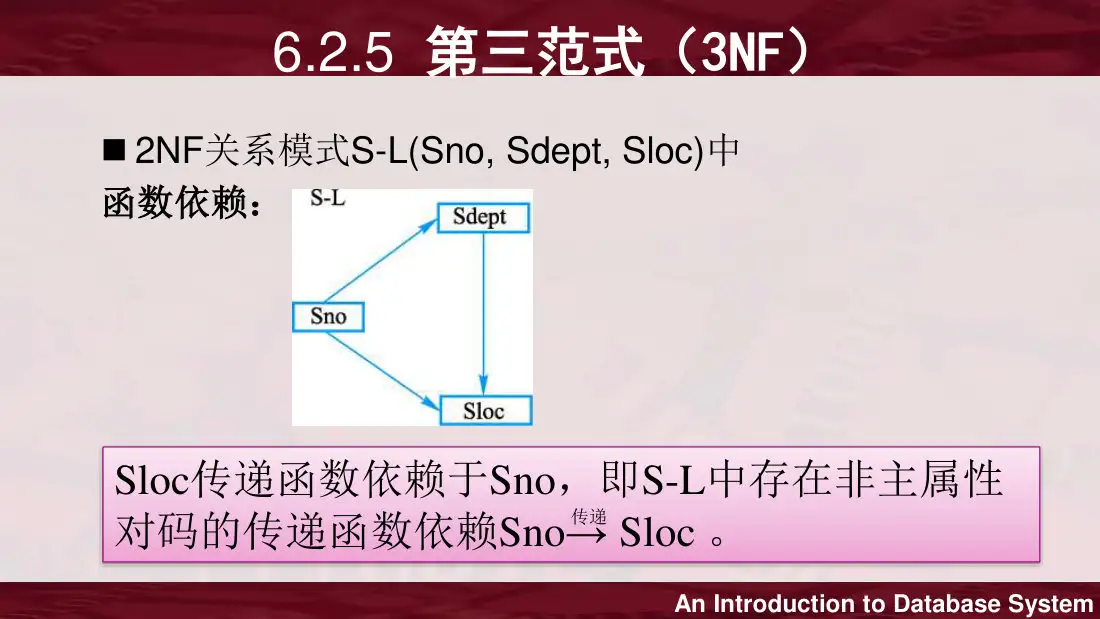 6.2.5 第三范式（3NF）
■ 2NF关系模式S-L(Sno, Sdept, Sloc)中
函数依赖：
S-L
Sdept
Sno
Sloc
Sloc传递函数依赖于Sno，即S-L中存在非主属性
对码的传递函数依赖Sno传递→ Sloc 。
An Introduction to Database System